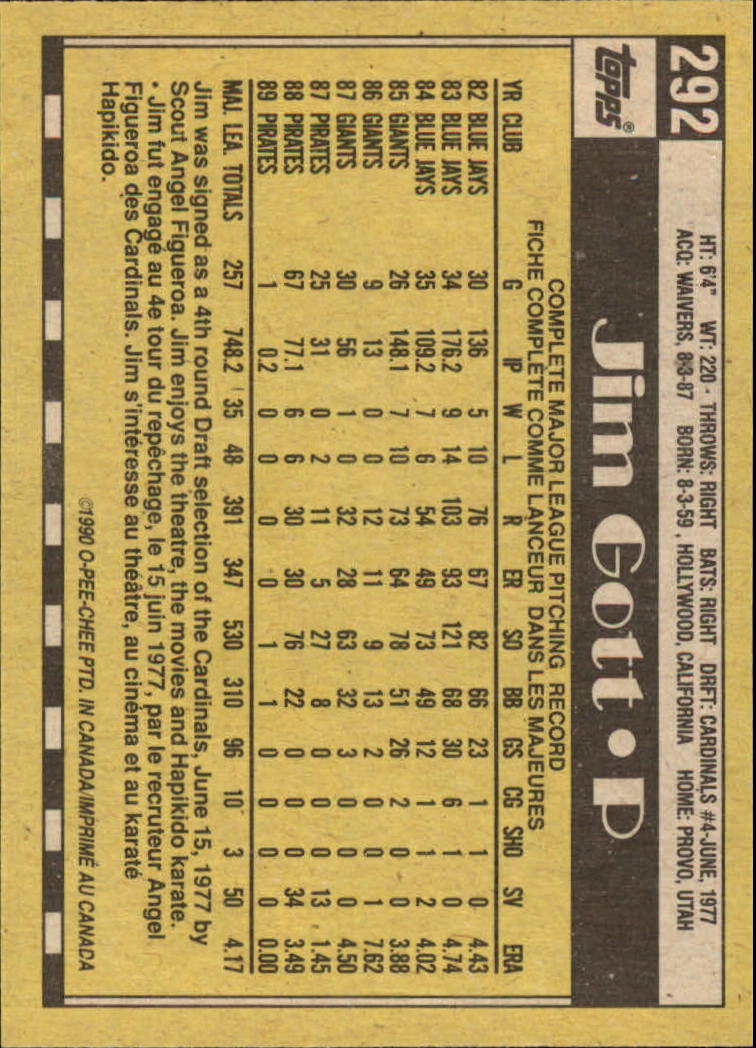 292
HT: 6'4" WT: 220 - THROWS: RIGHT BATS: RIGHT DRFT: CARDINALS #4-JUNE, 1977
ACQ: WAIVERS, 8-3-87 BORN: 8-3-59, HOLLYWOOD, CALIFORNIA HOME: PROVO, UTAH
topps®
Jim Gott • P
COMPLETE MAJOR LEAGUE PITCHING RECORD
FICHE COMPLÈTE COMME LANCEUR DANS LES MAJEURES
YR CLUB G IP W L R ER SO BB GS CG SHO SV ERA
82 BLUE JAYS 30 136 5 10 76 67 82 66 23 1 1 0 4.43
83 BLUE JAYS 34 176.2 9 14 103 93 121 68 30 6 1 0 4.74
84 BLUE JAYS 35 109.2 7 6 54 49 73 49 12 1 1 2 4.02
85 GIANTS 26 148.1 7 10 73 64 78 51 26 2 0 0 3.88
86 GIANTS 9 13 0 0 12 11 9 13 2 0 0 1 7.62
87 GIANTS 30 56 1 0 32 28 63 32 3 0 0 0 4.50
87 PIRATES 25 31 0 2 11 5 27 8 0 0 0 13 1.45
88 PIRATES 67 77.1 6 6 30 30 76 22 0 0 0 34 3.49
89 PIRATES 1 0.2 0 0 0 0 1 1 0 0 0 0 0.00
MAJ. LEA. TOTALS 257 748.2 35 48 391 347 530 310 96 10 3 50 4.17
Jim was signed as a 4th round Draft selection of the Cardinals, June 15, 1977 by
Scout Angel Figueroa. Jim enjoys the theatre, the movies and Hapikido karate.
• Jim fut engagé au 4e tour du repêchage, le 15 juin 1977, par le recruteur Angel
Figueroa des Cardinals. Jim s'intéresse au théâtre, au cinéma et au karaté
Hapikido.
©1990 O-PEE-CHEE PTD. IN CANADA/IMPRIMÉ AU CANADA